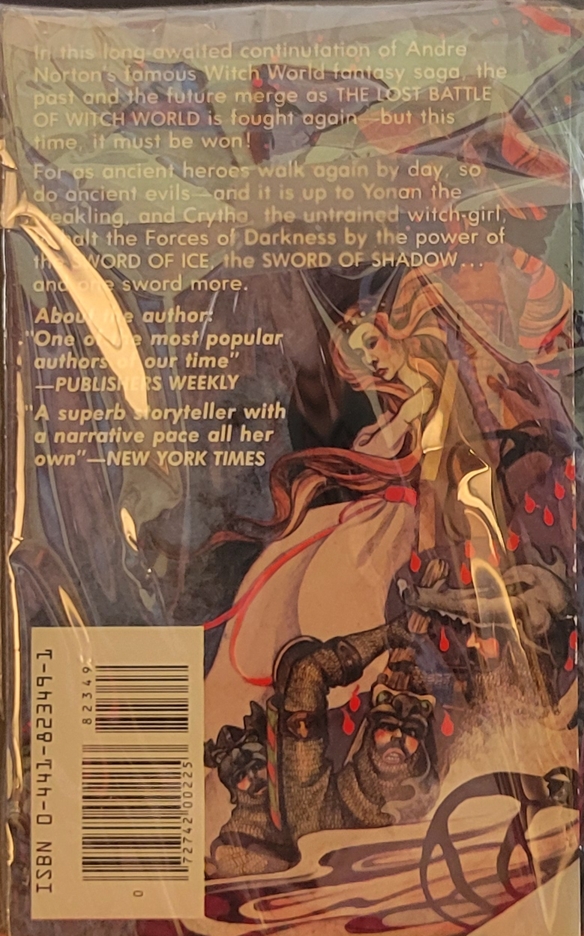 In this long-awaited continutation of Andre
Norton's famous Witch World fantasy saga, the
past and the future merge as THE LOST BATTLE
OF WITCH WORLD is fought again—but this
time, it must be won!
For as ancient heroes walk again by day, so
do ancient evils—and it is up to Yonan the
weakling, and Crytha, the untrained witch-girl,
halt the Forces of Darkness by the power of
the SWORD OF ICE, the SWORD OF SHADOW...
and one sword more.
About the author:
"One of the most popular
authors of our time"
—PUBLISHERS WEEKLY
"A superb storyteller with
a narrative pace all her
own"—NEW YORK TIMES
ISBN 0-441-82349-1
82349
0
72742 00225